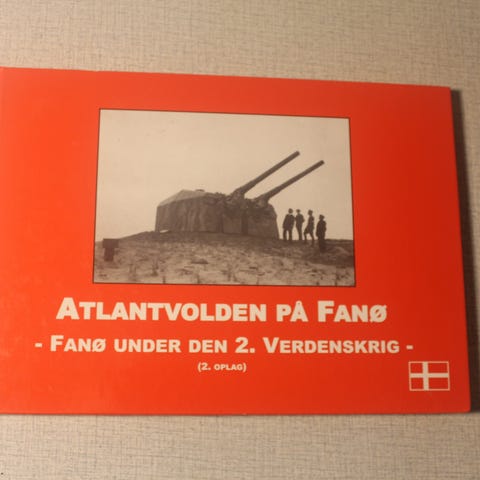 ATLANTVOLDEN PÅ FANØ
- FANØ UNDER DEN 2. VERDENSKRIG -
(2. OPLAG)